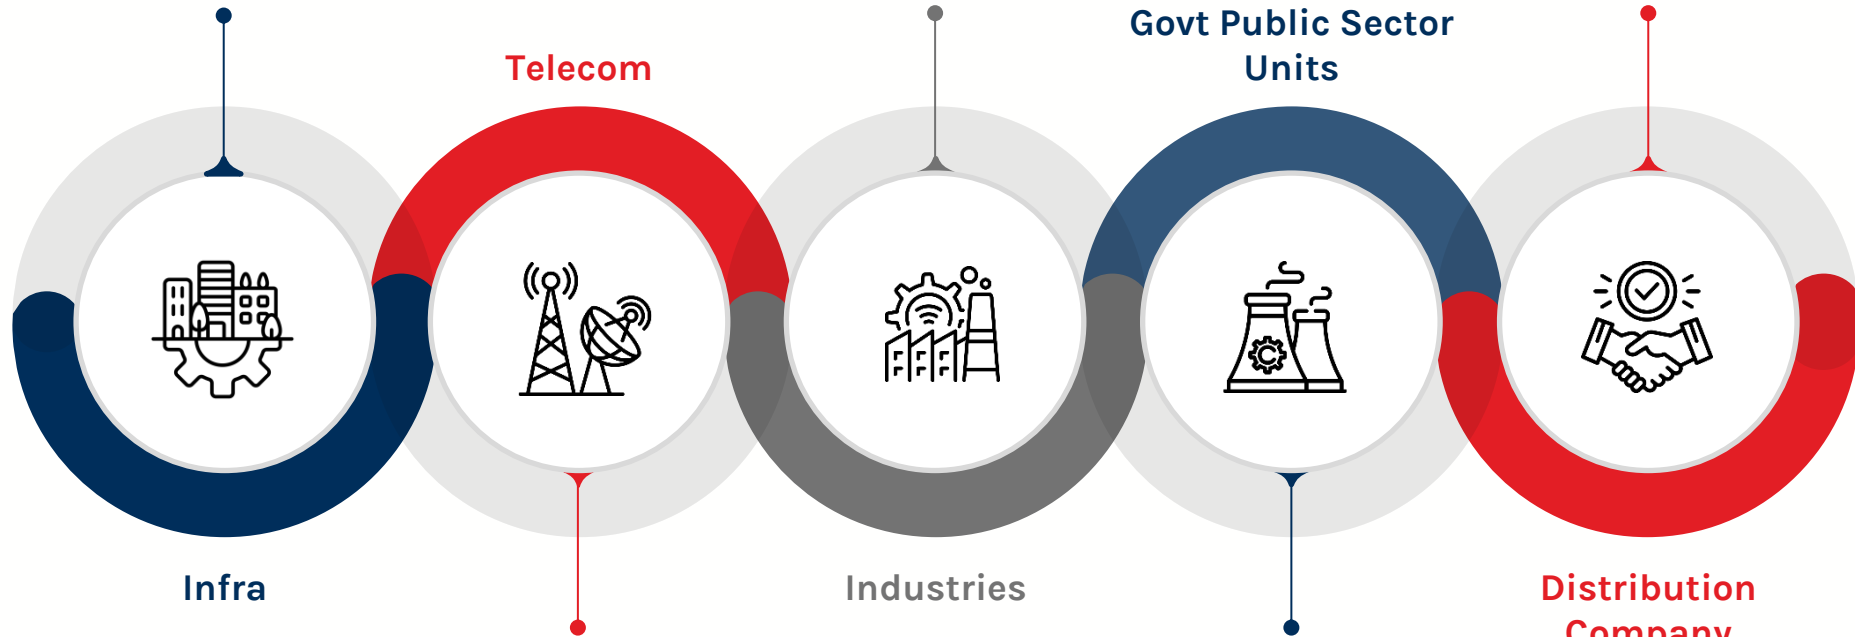 Telecom
Govt Public Sector
Units
Infra
Industries
Distribution
Company